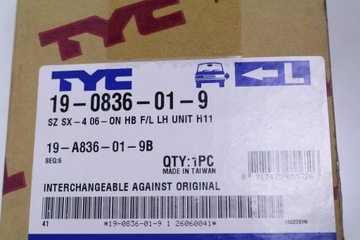 TYC
L
19-0836-01-9
SZ SX-4 06-ON HB F/L LH UNIT H11
19-A836-01-9B
SEQ:6
QTY:1PC
MADE IN TAIWAN
INTERCHANGEABLE AGAINST ORIGINAL
41
*19-0836-01-9 1 26060041*